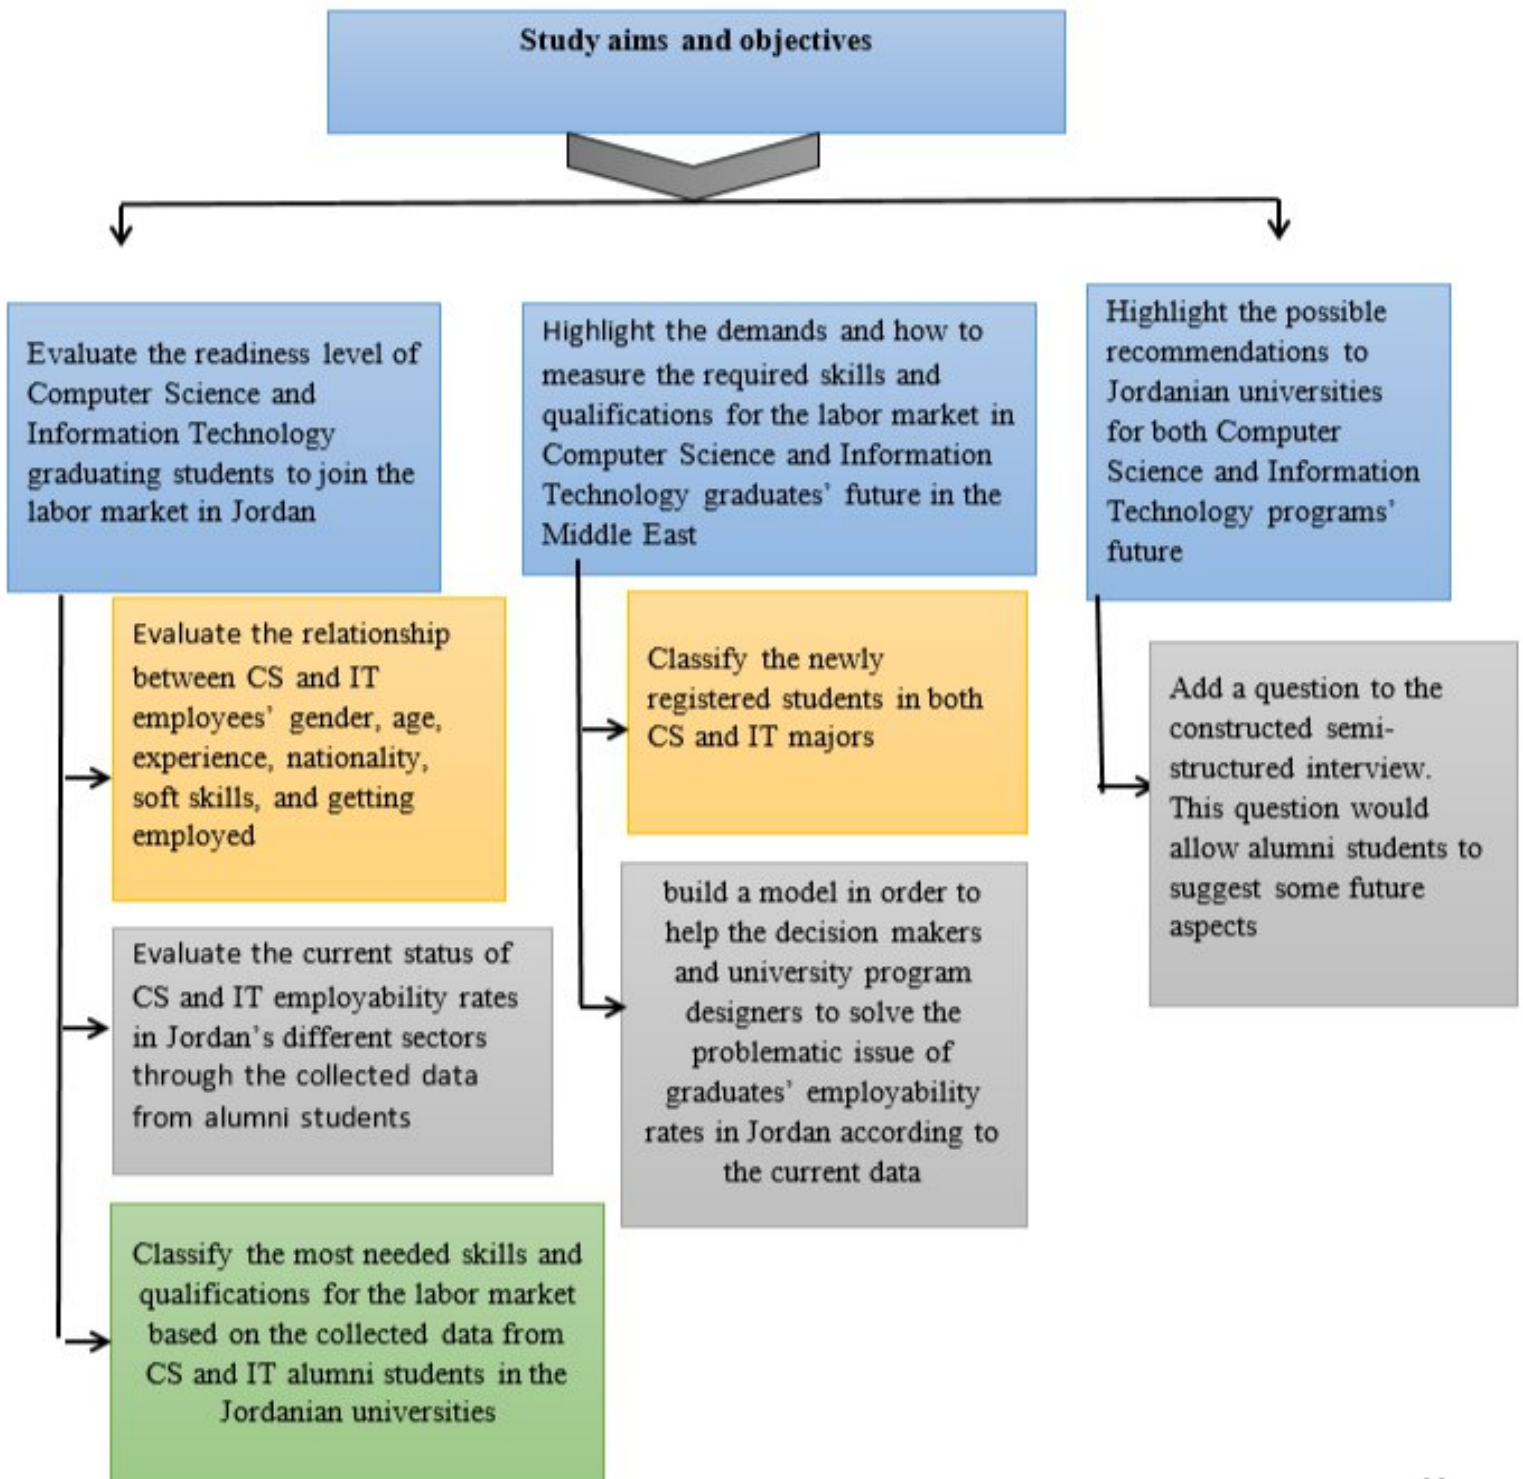 Study aims and objectives
Evaluate the readiness level of
Computer Science and
Information Technology
graduating students to join the
labor market in Jordan
Highlight the demands and how to
measure the required skills and
qualifications for the labor market in
Computer Science and Information
Technology graduates’ future in the
Middle East
Highlight the possible
recommendations to
Jordanian universities
for both Computer
Science and Information
Technology programs’
future
Evaluate the relationship
between CS and IT
employees’ gender, age,
experience, nationality,
soft skills, and getting
employed
Classify the newly
registered students in both
CS and IT majors
Add a question to the
constructed semi-
structured interview.
This question would
allow alumni students to
suggest some future
aspects
Evaluate the current status of
CS and IT employability rates
in Jordan’s different sectors
through the collected data
from alumni students
build a model in order to
help the decision makers
and university program
designers to solve the
problematic issue of
graduates’ employability
rates in Jordan according to
the current data
Classify the most needed skills and
qualifications for the labor market
based on the collected data from
CS and IT alumni students in the
Jordanian universities